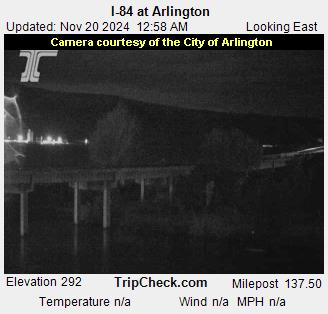 I-84 at Arlington
Updated: Nov 20 2024 12:58 AM Looking East
Camera courtesy of the City of Arlington
Elevation 292 TripCheck.com Milepost 137.50
Temperature n/a Wind n/a MPH n/a